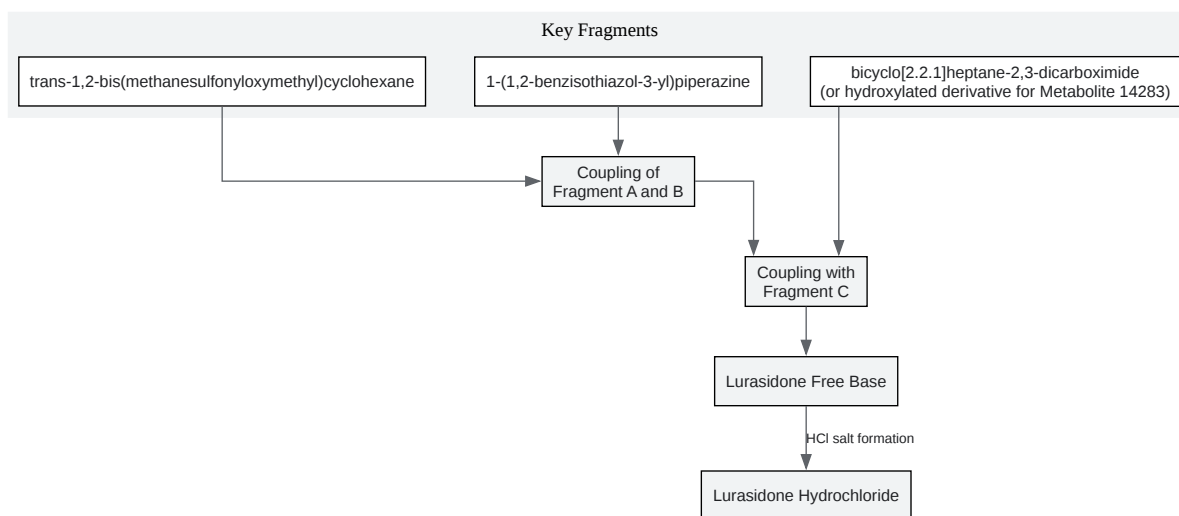 Key Fragments
trans-1,2-bis(methanesulfonyloxymethyl)cyclohexane
1-(1,2-benzisothiazol-3-yl)piperazine
bicyclo[2.2.1]heptane-2,3-dicarboximide
(or hydroxylated derivative for Metabolite 14283)
Coupling of
Fragment A and B
Coupling with
Fragment C
Lurasidone Free Base
HCl salt formation
Lurasidone Hydrochloride